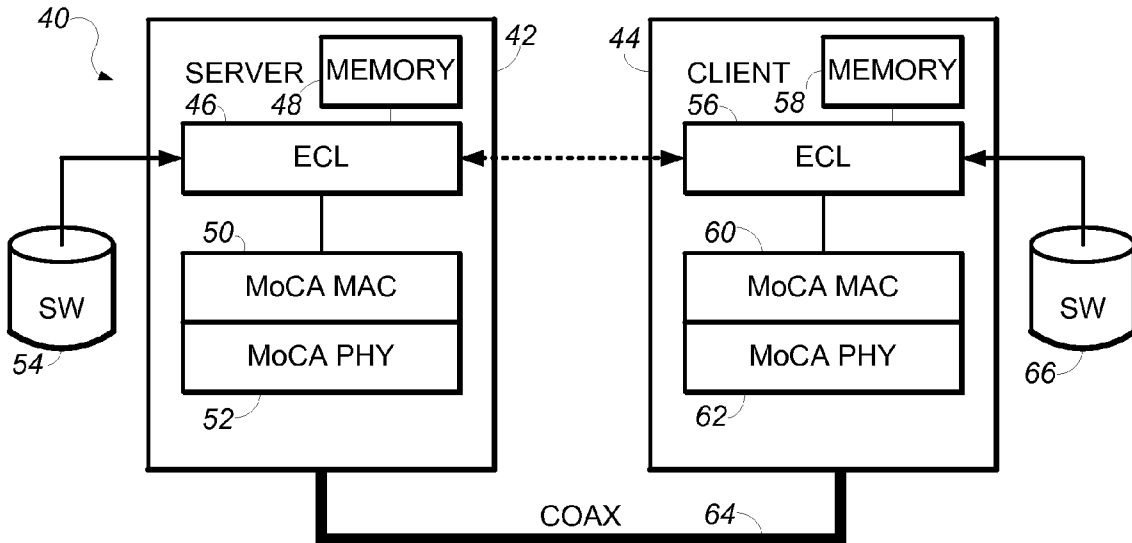 40
42
44
SERVER
MEMORY
CLIENT
MEMORY
46
48
56
58
ECL
ECL
50
60
SW
MoCA MAC
MoCA MAC
SW
54
MoCA PHY
MoCA PHY
66
52
62
COAX
64